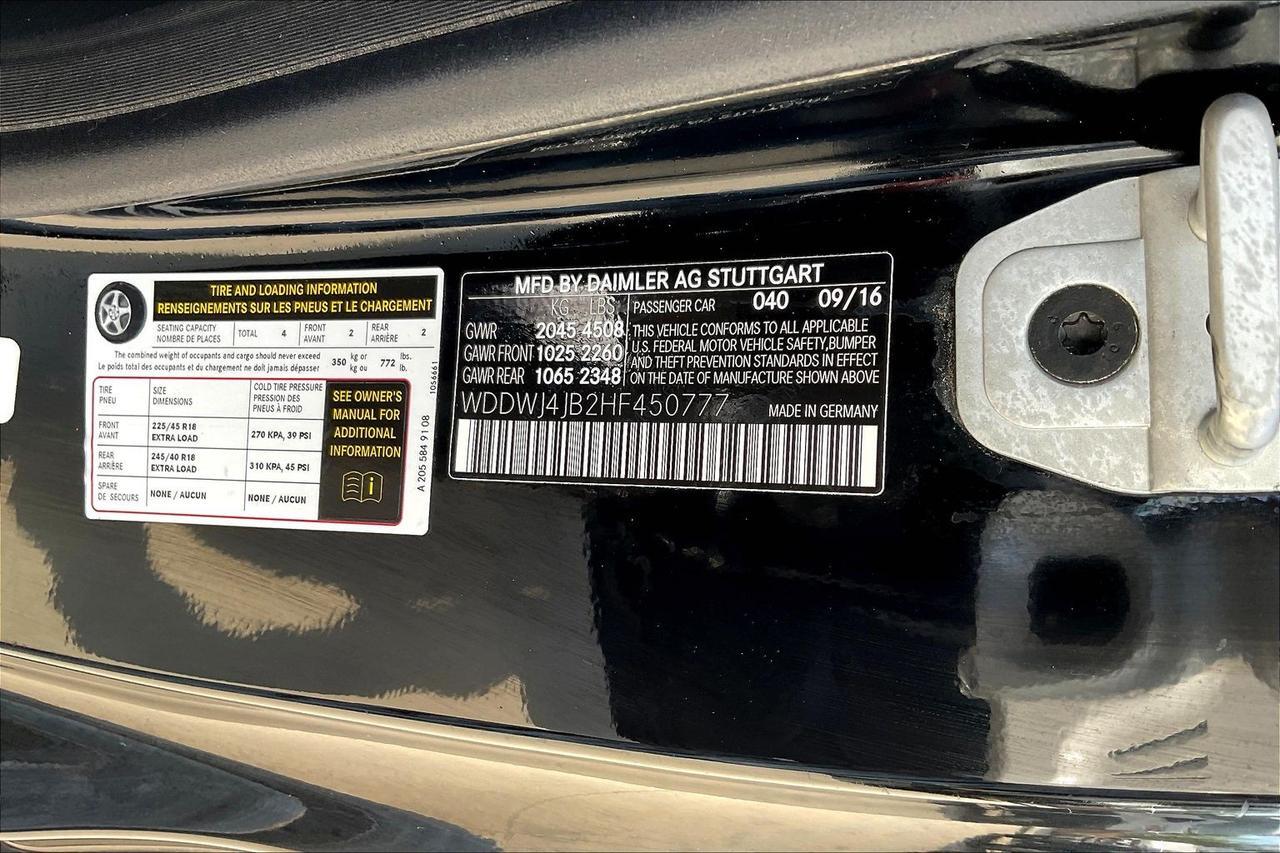 TIRE AND LOADING INFORMATION
RENSEIGNEMENTS SUR LES PNEUS ET LE CHARGEMENT
SEATING CAPACITY TOTAL 4 FRONT 2 REAR 2
NOMBRE DE PLACES AVANT ARRIÈRE
The combined weight of occupants and cargo should never exceed 350 kg or 772 lbs.
Le poids total des occupants et du chargement ne doit jamais dépasser kg ou lb.
TIRE SIZE COLD TIRE PRESSURE
PNEU DIMENSIONS PRESSION DES
PNEUS À FROID
FRONT 225/45 R18 270 KPA, 39 PSI
AVANT EXTRA LOAD
REAR 245/40 R18 310 KPA, 45 PSI
ARRIÈRE EXTRA LOAD
SPARE NONE / AUCUN NONE / AUCUN
DE SECOURS
SEE OWNER'S
MANUAL FOR
ADDITIONAL
INFORMATION
i
A 205 584 91 08
1056661
MFD BY DAIMLER AG STUTTGART
KG LBS PASSENGER CAR 040 09/16
GVWR 2045 4508
GAWR FRONT 1025 2260
GAWR REAR 1065 2348
THIS VEHICLE CONFORMS TO ALL APPLICABLE
U.S. FEDERAL MOTOR VEHICLE SAFETY,BUMPER
AND THEFT PREVENTION STANDARDS IN EFFECT
ON THE DATE OF MANUFACTURE SHOWN ABOVE
WDDWJ4JB2HF450777 MADE IN GERMANY